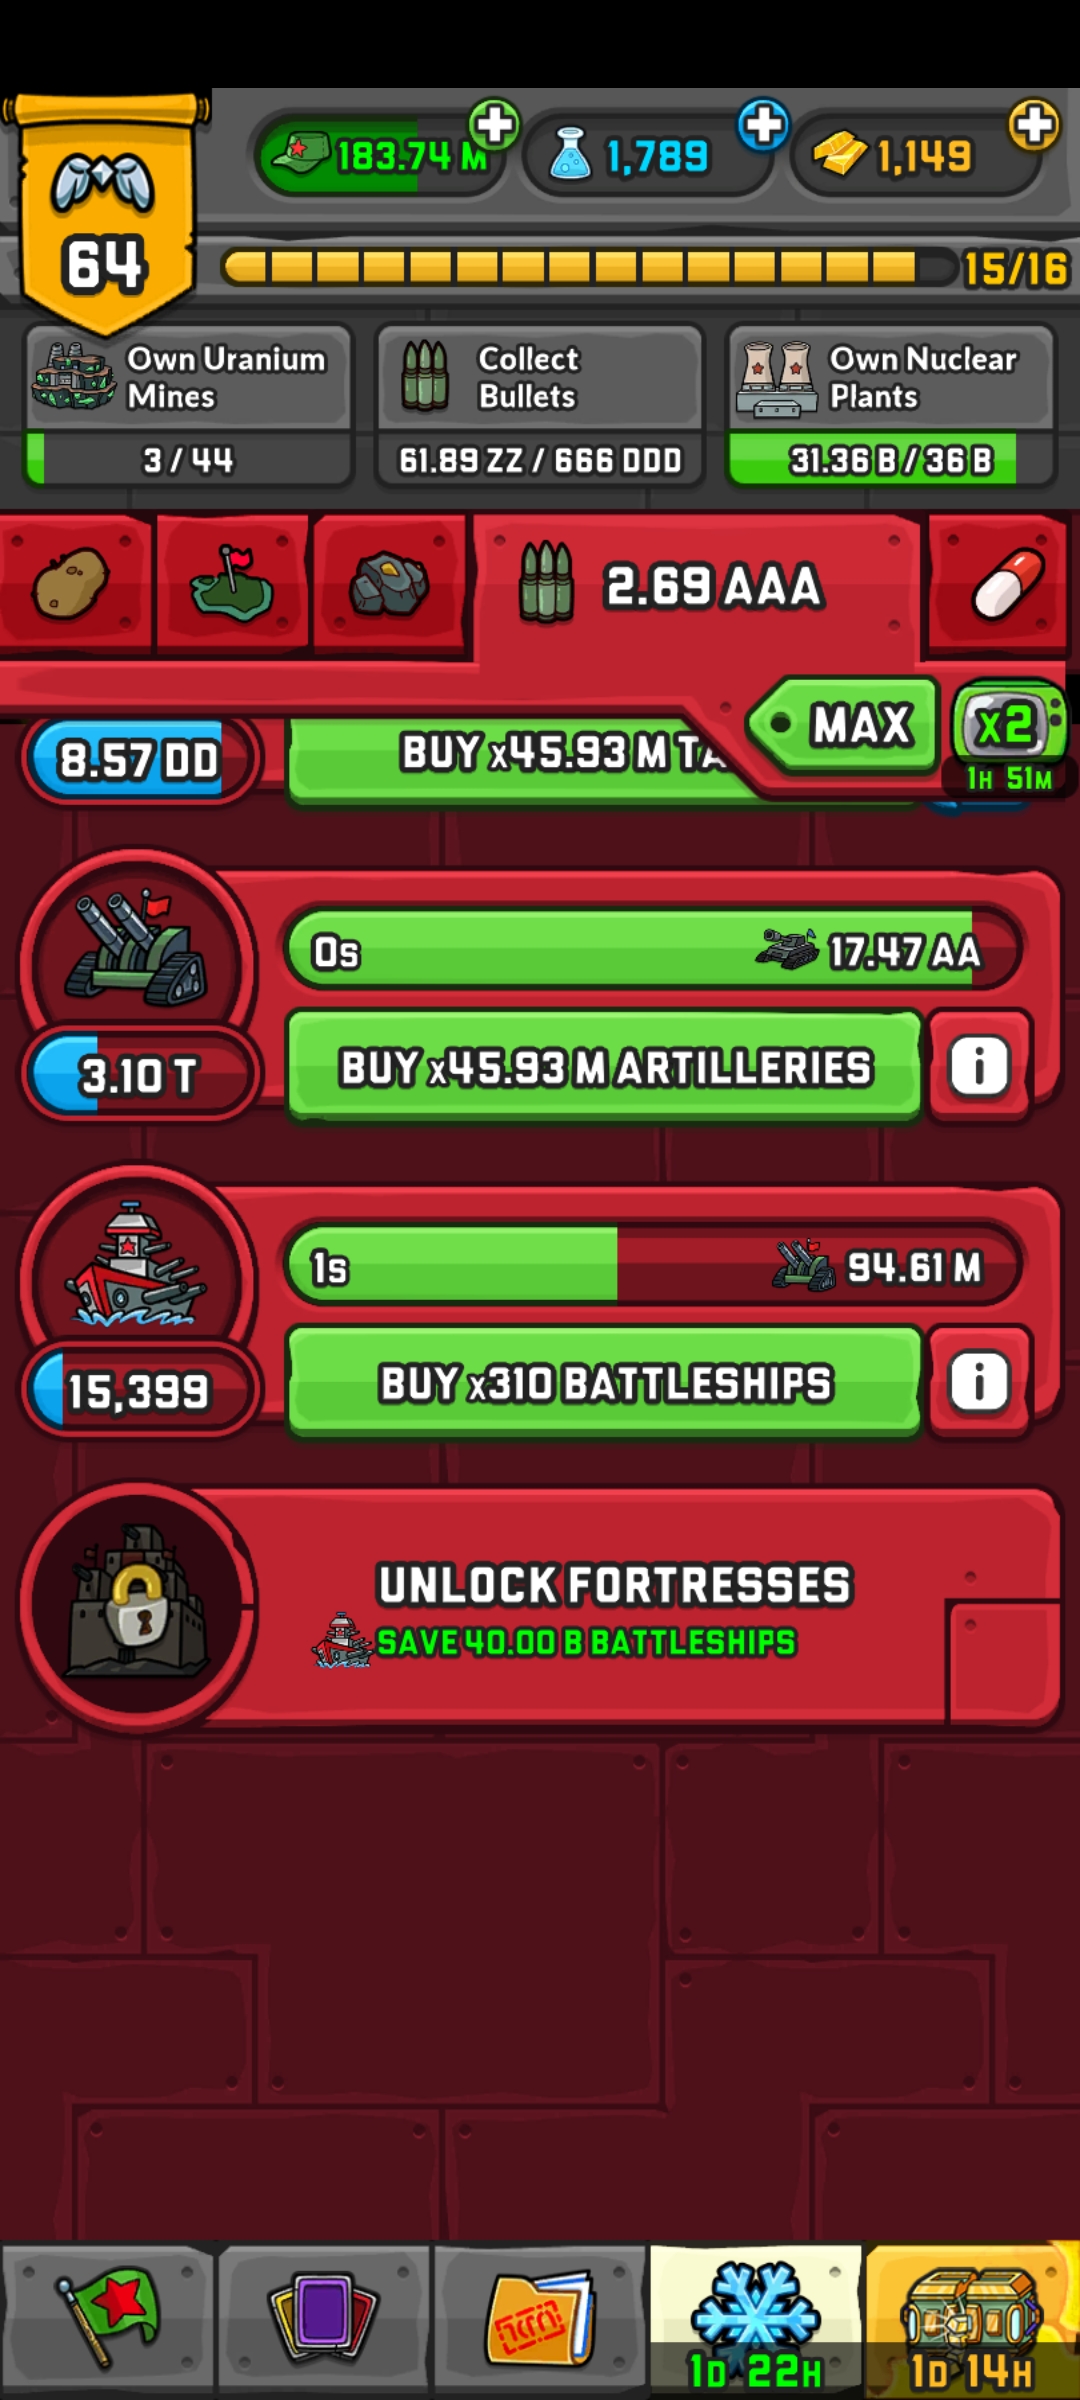 183.74 M
1,789
1,149
64
15/16
Own Uranium
Mines
3 / 44
Collect
Bullets
61.89 ZZ / 666 DDD
Own Nuclear
Plants
31.36 B / 36 B
2.69 AAA
MAX
x2
1H 51M
8.57 DD
BUY x45.93 M TA
0s
17.47 AA
3.10 T
BUY x45.93 M ARTILLERIES
i
1s
94.61 M
15,399
BUY x310 BATTLESHIPS
i
UNLOCK FORTRESSES
SAVE 40.00 B BATTLESHIPS
1D 22H
1D 14H